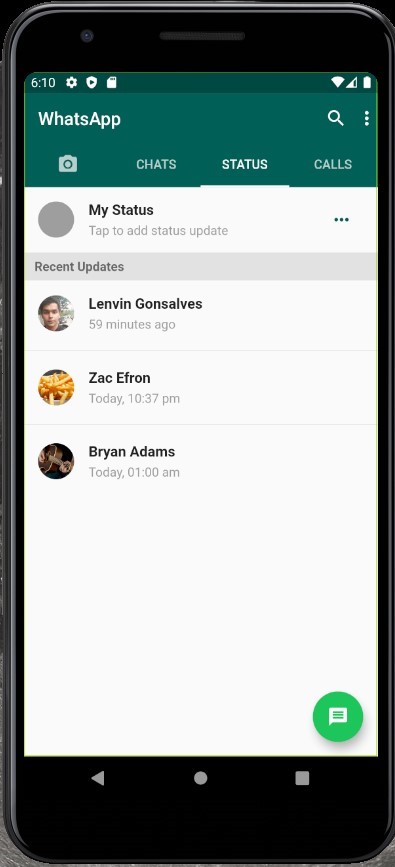 6:10
WhatsApp
CHATS STATUS CALLS
My Status
Tap to add status update
Recent Updates
Lenvin Gonsalves
59 minutes ago
Zac Efron
Today, 10:37 pm
Bryan Adams
Today, 01:00 am